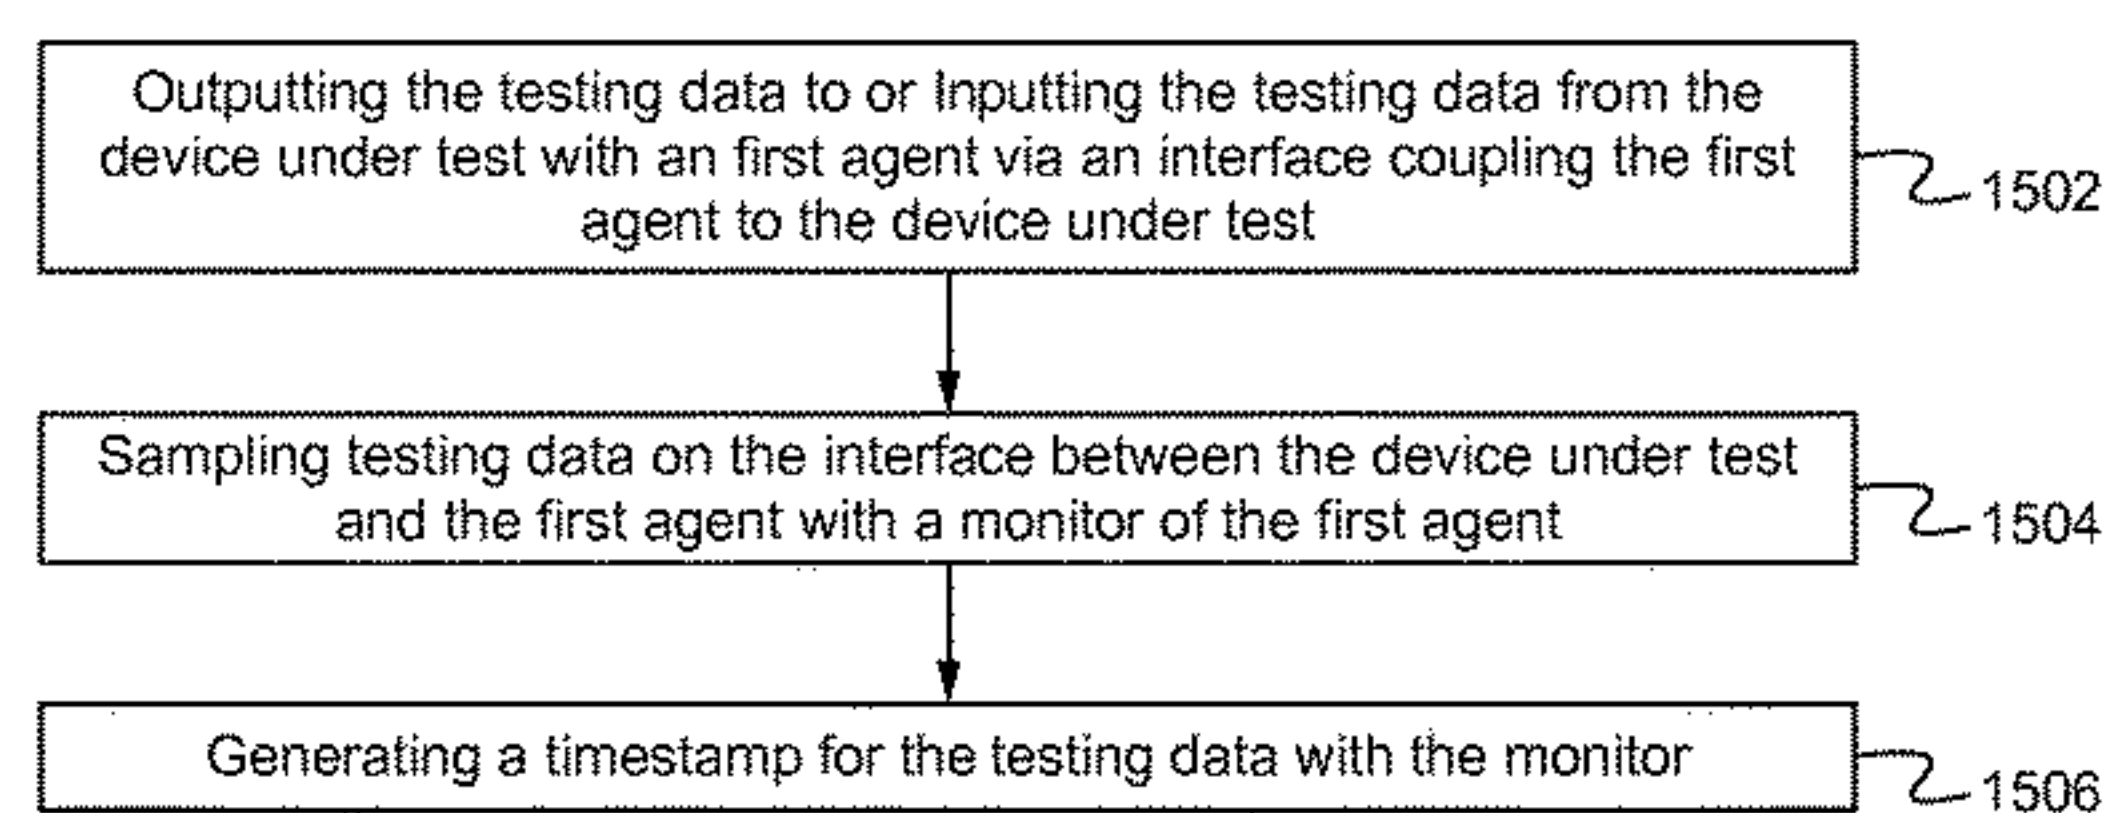 Outputting the testing data to or Inputting the testing data from the
device under test with an first agent via an interface coupling the first
agent to the device under test
1502
Sampling testing data on the interface between the device under test
and the first agent with a monitor of the first agent
1504
Generating a timestamp for the testing data with the monitor
1506